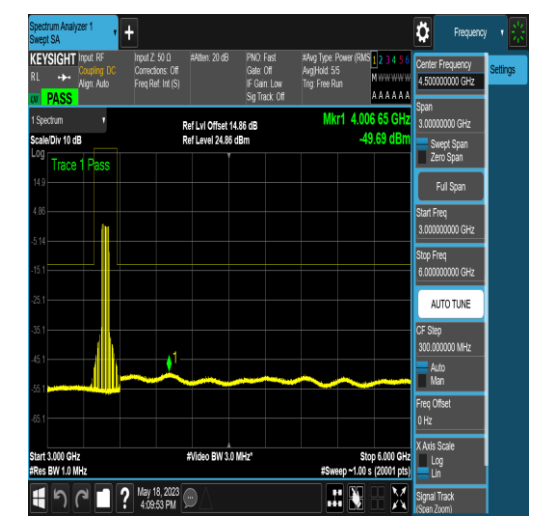 Spectrum Analyzer 1
Swept SA
+
Frequency
KEYSIGHT
Input: RF
Coupling: DC
Align: Auto
Input Z: 50 Ω
Corrections: Off
Freq Ref: Int (S)
#Atten: 20 dB
PNO: Fast
Gate: Off
IF Gain: Low
Sig Track: Off
#Avg Type: Power (RMS
Avg|Hold: 5/5
Trig: Free Run
1 2 3 4 5 6
M W W W W W
A A A A A A
RL
PASS
1 Spectrum
Scale/Div 10 dB
Ref Lvl Offset 14.86 dB
Ref Level 24.86 dBm
Mkr1 4.006 65 GHz
-49.69 dBm
Log
Trace 1 Pass
14.9
4.86
-5.14
-15.1
-25.1
-35.1
-45.1
-55.1
-65.1
1
Start 3.000 GHz
#Res BW 1.0 MHz
#Video BW 3.0 MHz*
Stop 6.000 GHz
#Sweep ~1.00 s (20001 pts)
?
May 18, 2023
4:09:53 PM
Center Frequency
4.500000000 GHz
Settings
Span
3.00000000 GHz
Swept Span
Zero Span
Full Span
Start Freq
3.000000000 GHz
Stop Freq
6.000000000 GHz
AUTO TUNE
CF Step
300.000000 MHz
Auto
Man
Freq Offset
0 Hz
X Axis Scale
Log
Lin
Signal Track
(Span Zoom)